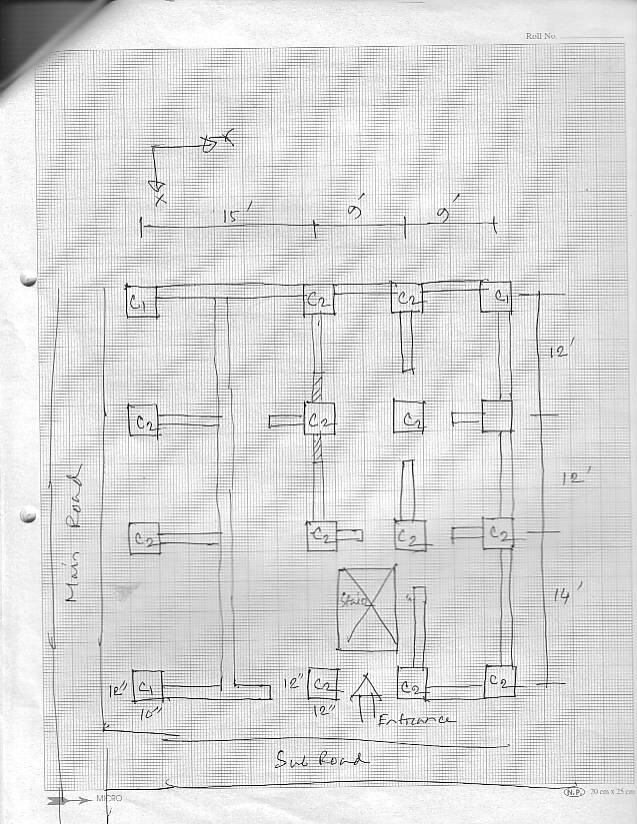 Roll No.
X
X
15' 9' 9'
C1 C2 C2 C1
12'
C2 C2 C2
12'
Main Road
C2 C2 C2 C2
Stair
14'
12" C1 12" C2 C2 C2
10" 12"
Entrance
Sub Road
MICRO
N.P. 20 cm x 25 cm